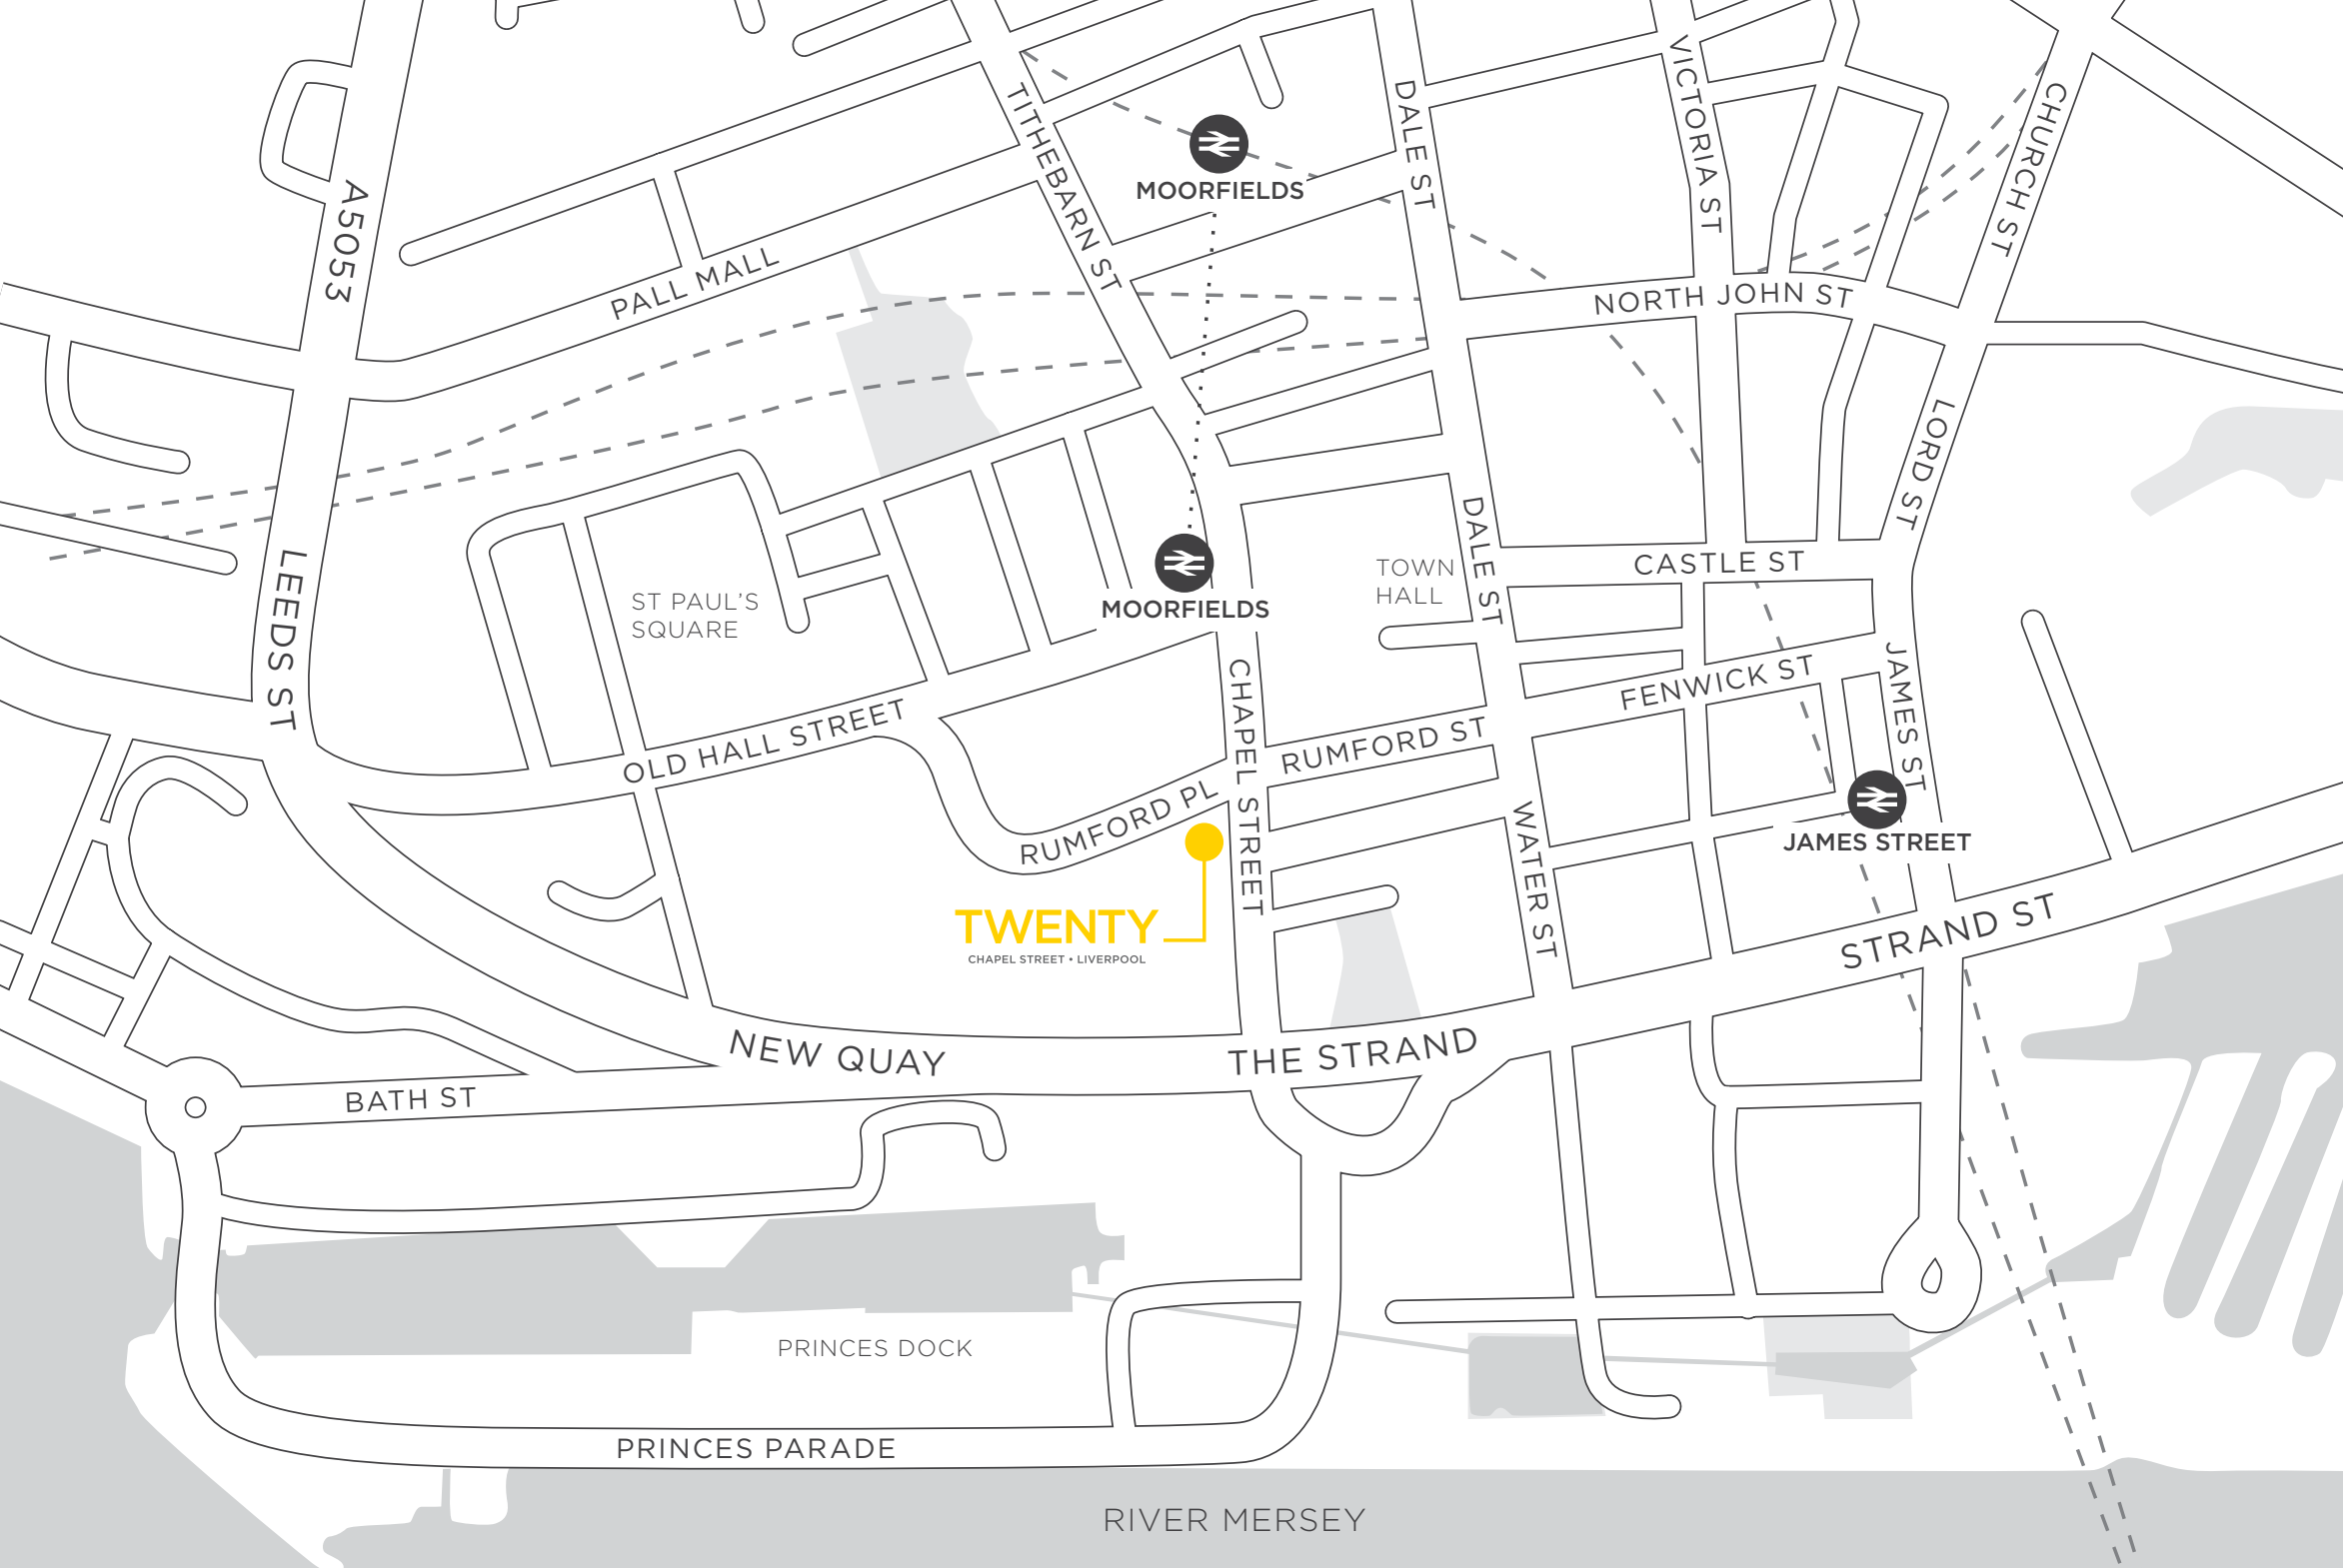 VICTORIA ST
TITHEBARN ST
DALE ST
CHURCH ST
MOORFIELDS
A5053
PALL MALL
NORTH JOHN ST
LORD ST
DALE ST
LEEDS ST
CASTLE ST
TOWN
HALL
ST PAUL'S
SQUARE
MOORFIELDS
JAMES ST
FENWICK ST
CHAPEL STREET
OLD HALL STREET
RUMFORD ST
RUMFORD PL
WATER ST
JAMES STREET
TWENTY
CHAPEL STREET • LIVERPOOL
STRAND ST
NEW QUAY
THE STRAND
BATH ST
PRINCES DOCK
PRINCES PARADE
RIVER MERSEY